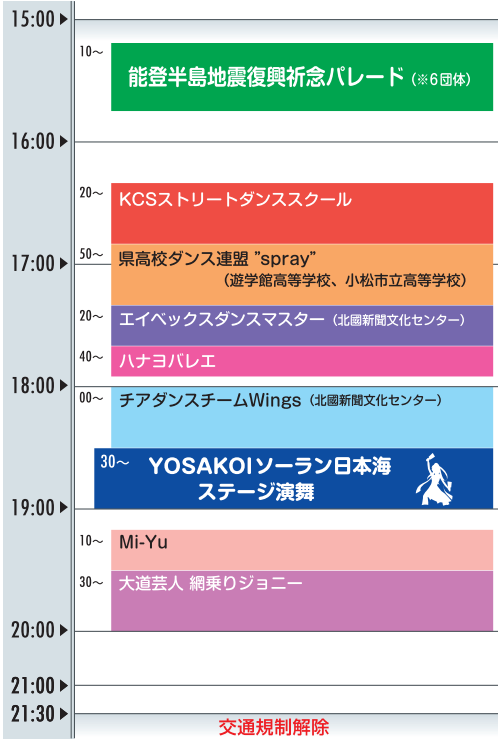 15:00
10～
能登半島地震復興祈念パレード（※6団体）
16:00
20～
KCSストリートダンススクール
50～
県高校ダンス連盟 ”spray”
17:00
（遊学館高等学校、小松市立高等学校）
20～
エイベックスダンスマスター（北國新聞文化センター）
40～
ハナヨバレエ
18:00
00～
チアダンスチームWings（北國新聞文化センター）
30～
YOSAKOIソーラン日本海
ステージ演舞
19:00
10～
Mi-Yu
30～
大道芸人 網乗りジョニー
20:00
21:00
21:30
交通規制解除